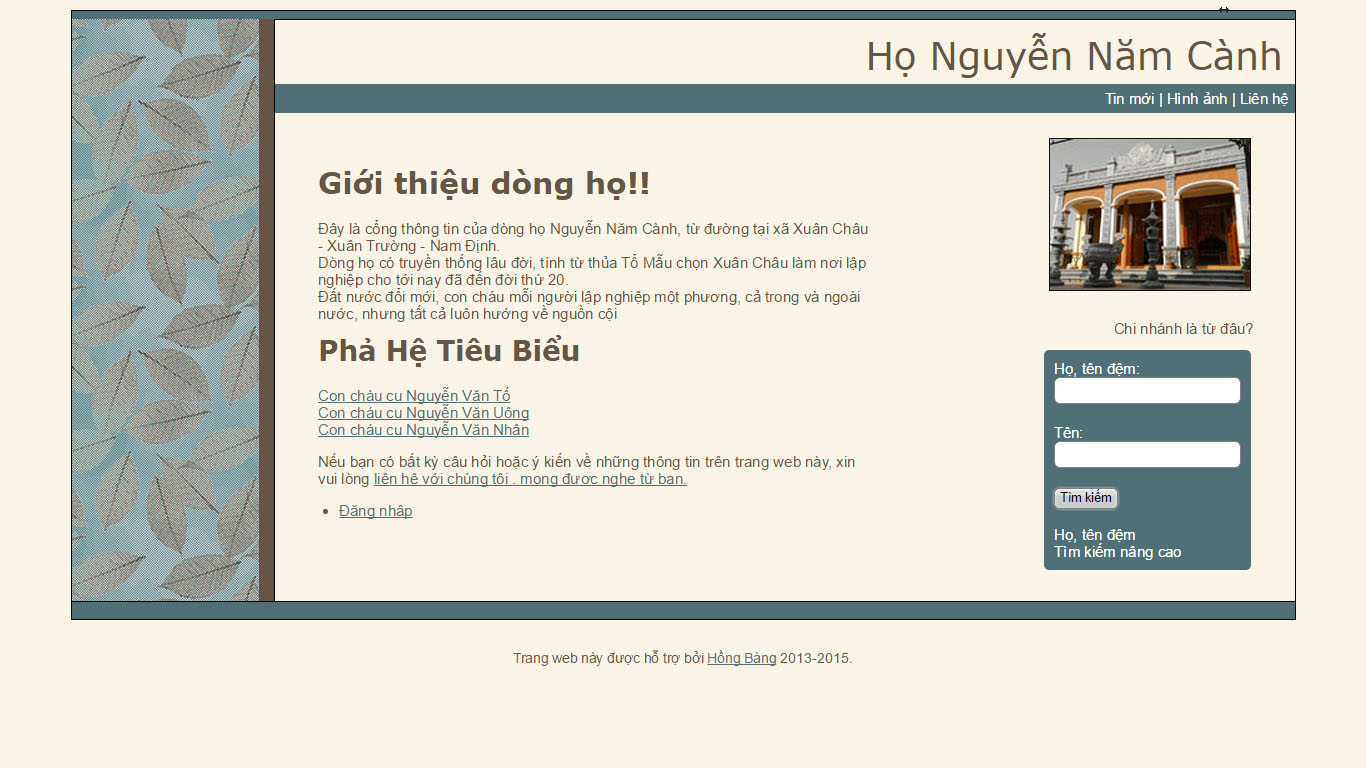 Họ Nguyễn Năm Cành
Tin mới | Hình ảnh | Liên hệ
Giới thiệu dòng họ!!
Đây là cổng thông tin của dòng họ Nguyễn Năm Cành, từ đường tại xã Xuân Châu
- Xuân Trường - Nam Định.
Dòng họ có truyền thống lâu đời, tính từ thủa Tổ Mẫu chọn Xuân Châu làm nơi lập
nghiệp cho tới nay đã đến đời thứ 20.
Đất nước đổi mới, con cháu mỗi người lập nghiệp một phương, cả trong và ngoài
nước, nhưng tất cả luôn hướng về nguồn cội
Phả Hệ Tiêu Biểu
Con cháu cụ Nguyễn Văn Tố
Con cháu cụ Nguyễn Văn Uông
Con cháu cụ Nguyễn Văn Nhân
Nếu bạn có bất kỳ câu hỏi hoặc ý kiến về những thông tin trên trang web này, xin
vui lòng liên hệ với chúng tôi . mong được nghe từ bạn.
Đăng nhập
Chi nhánh là từ đâu?
Họ, tên đệm:
Tên:
Tìm kiếm
Họ, tên đệm
Tìm kiếm nâng cao
Trang web này được hỗ trợ bởi Hồng Bàng 2013-2015.